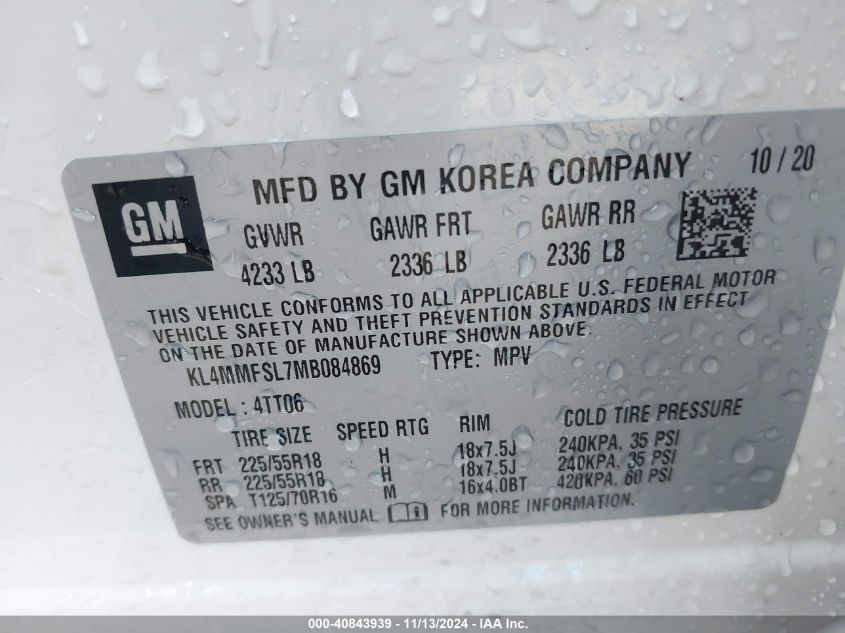 GM
MFD BY GM KOREA COMPANY 10 / 20
GVWR GAWR FRT GAWR RR
4233 LB 2336 LB 2336 LB
THIS VEHICLE CONFORMS TO ALL APPLICABLE U.S. FEDERAL MOTOR
VEHICLE SAFETY AND THEFT PREVENTION STANDARDS IN EFFECT
ON THE DATE OF MANUFACTURE SHOWN ABOVE.
KL4MMFSL7MB084869 TYPE: MPV
MODEL : 4TT06
TIRE SIZE SPEED RTG RIM COLD TIRE PRESSURE
FRT 225/55R18 H 18x7.5J 240KPA, 35 PSI
RR 225/55R18 H 18x7.5J 240KPA, 35 PSI
SPA T125/70R16 M 16x4.0BT 420KPA, 60 PSI
SEE OWNER'S MANUAL FOR MORE INFORMATION.
000-40843939 - 11/13/2024 - IAA Inc.